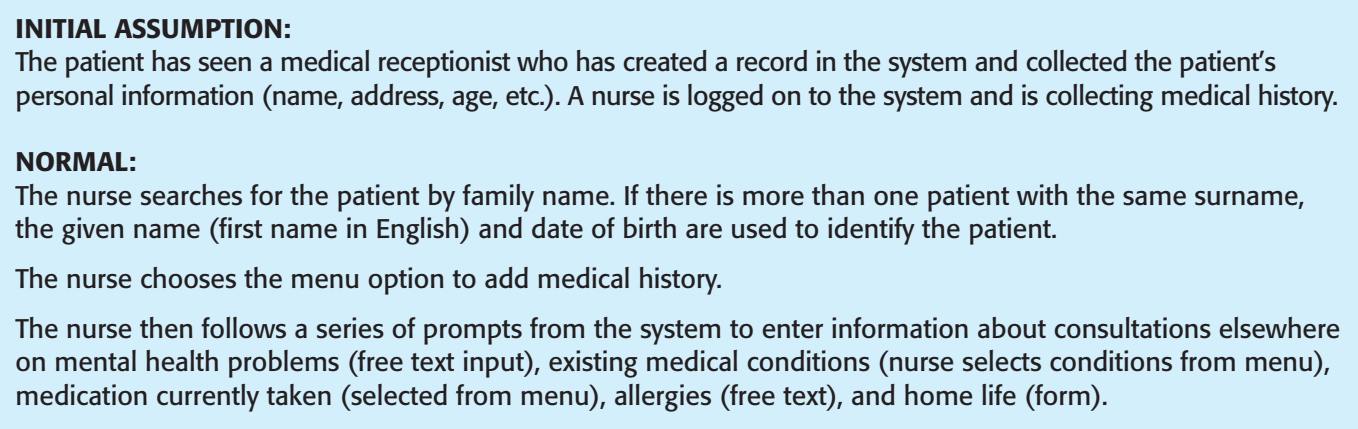 INITIAL ASSUMPTION:
The patient has seen a medical receptionist who has created a record in the system and collected the patient’s
personal information (name, address, age, etc.). A nurse is logged on to the system and is collecting medical history.
NORMAL:
The nurse searches for the patient by family name. If there is more than one patient with the same surname,
the given name (first name in English) and date of birth are used to identify the patient.
The nurse chooses the menu option to add medical history.
The nurse then follows a series of prompts from the system to enter information about consultations elsewhere
on mental health problems (free text input), existing medical conditions (nurse selects conditions from menu),
medication currently taken (selected from menu), allergies (free text), and home life (form).